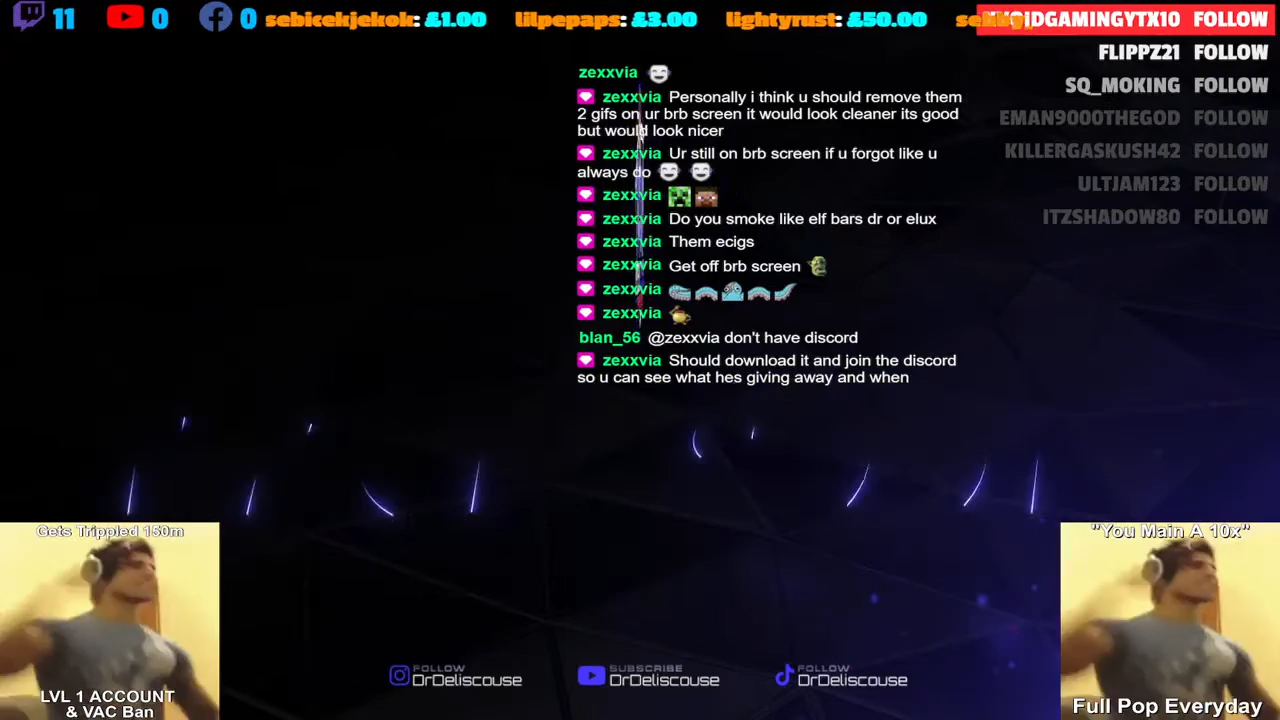 11 0 0 sebicekjekok: £1.00 lilpepaps: £3.00 lightyrust: £50.00
FOLLOW
FLIPPZ21 FOLLOW
SQ_MOKING FOLLOW
EMAN9000THEGOD FOLLOW
KILLERGASKUSH42 FOLLOW
ULTJAM123 FOLLOW
ITZSHADOW80 FOLLOW
zexxvia
zexxvia Personally i think u should remove them
2 gifs on ur brb screen it would look cleaner its good
but would look nicer
zexxvia Ur still on brb screen if u forgot like u
always do
zexxvia
zexxvia Do you smoke like elf bars dr or elux
zexxvia Them ecigs
zexxvia Get off brb screen
zexxvia
zexxvia
blan_56 @zexxvia don't have discord
zexxvia Should download it and join the discord
so u can see what hes giving away and when
Gets Trippled 150m
LVL 1 ACCOUNT
& VAC Ban
"You Main A 10x"
Full Pop Everyday
FOLLOW
DrDeliscouse
SUBSCRIBE
DrDeliscouse
FOLLOW
DrDeliscouse